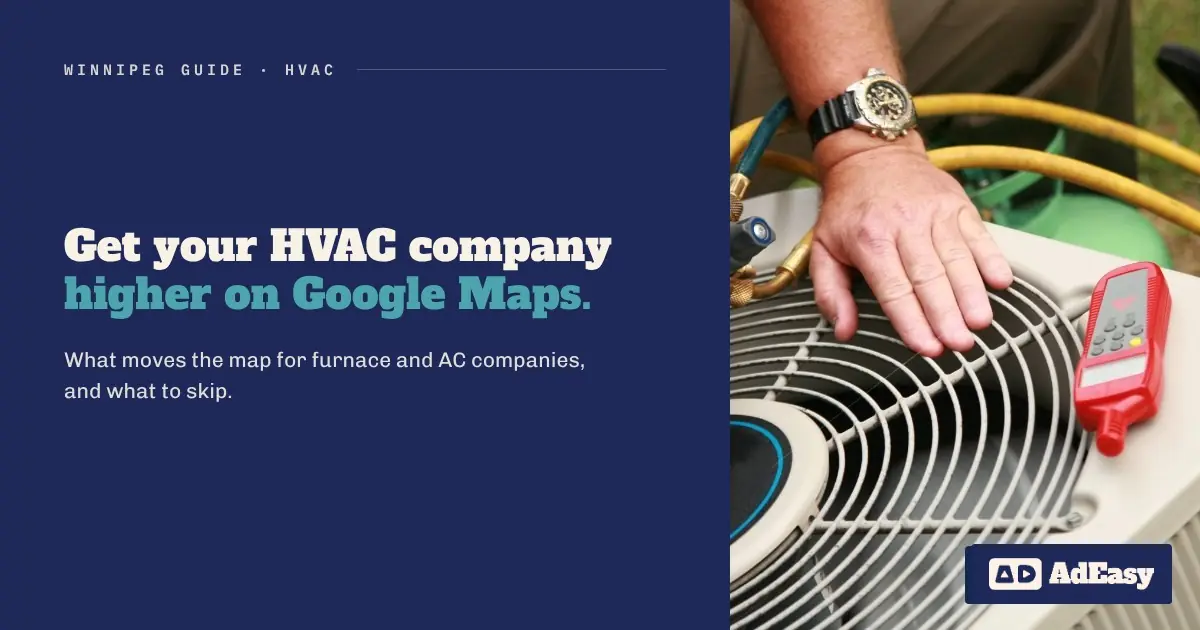 WINNIPEG GUIDE · HVAC
Get your HVAC company
higher on Google Maps.
What moves the map for furnace and AC companies,
and what to skip.
AD AdEasy